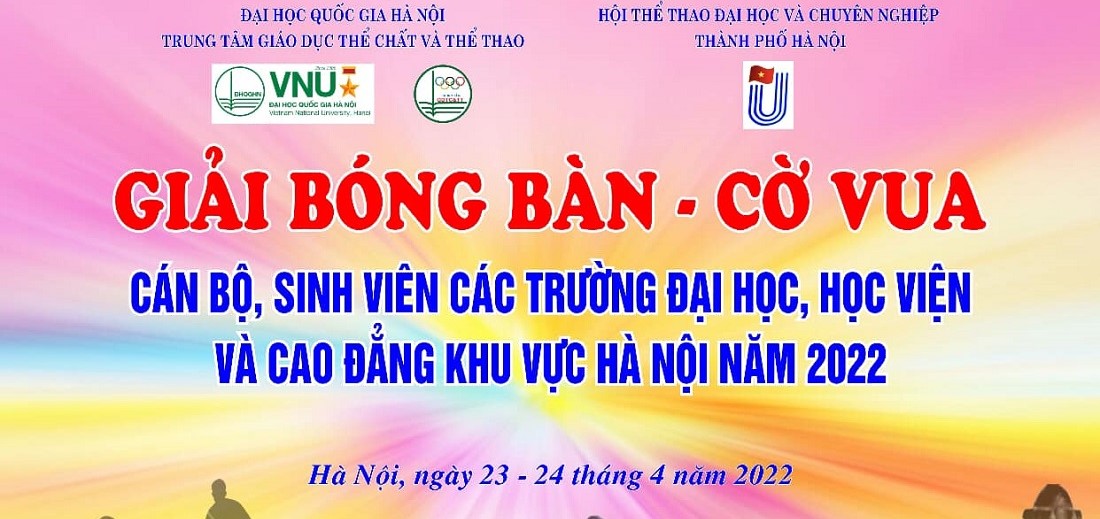 ĐẠI HỌC QUỐC GIA HÀ NỘI
TRUNG TÂM GIÁO DỤC THỂ CHẤT VÀ THỂ THAO
HỘI THỂ THAO ĐẠI HỌC VÀ CHUYÊN NGHIỆP
THÀNH PHỐ HÀ NỘI
ĐHQGHN
VNU
ĐẠI HỌC QUỐC GIA HÀ NỘI
Vietnam National University, Hanoi
U
GIẢI BÓNG BÀN - CỜ VUA
CÁN BỘ, SINH VIÊN CÁC TRƯỜNG ĐẠI HỌC, HỌC VIỆN
VÀ CAO ĐẲNG KHU VỰC HÀ NỘI NĂM 2022
Hà Nội, ngày 23 - 24 tháng 4 năm 2022